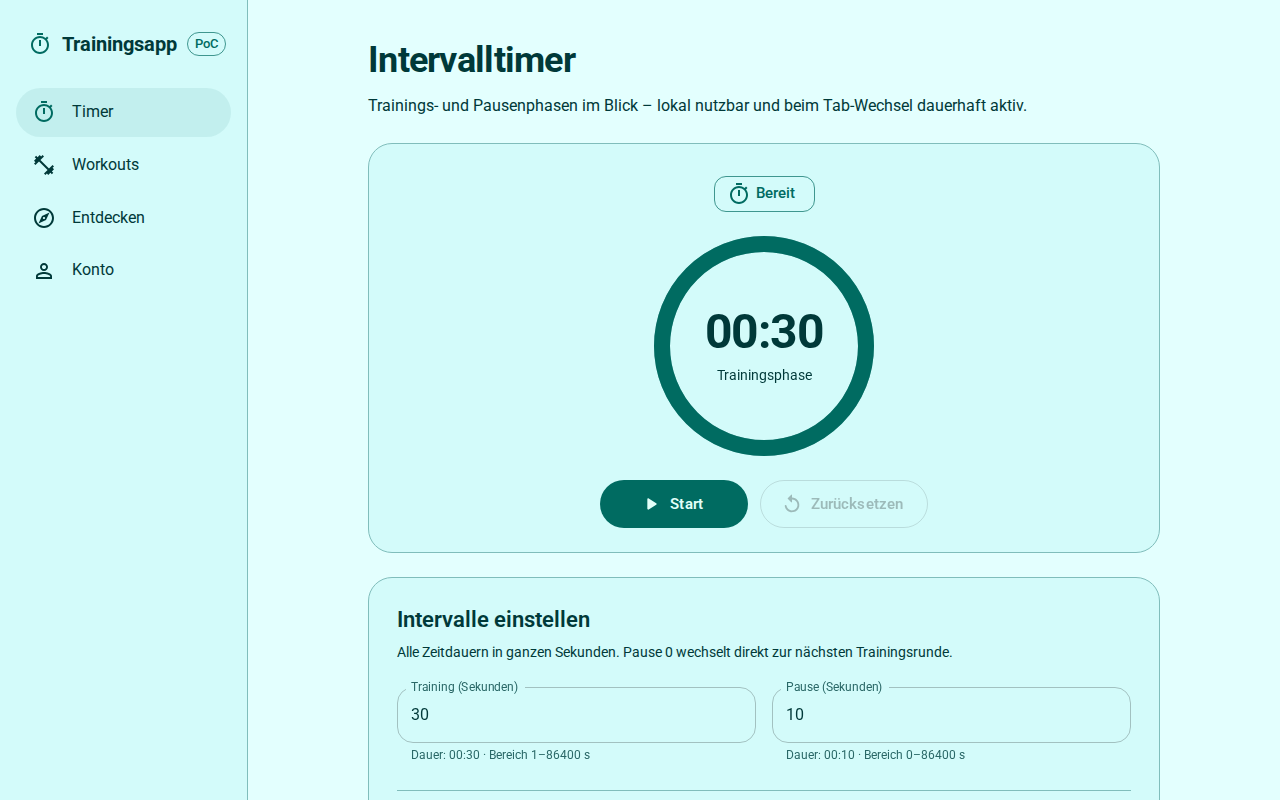 Trainingsapp PoC
Timer
Workouts
Entdecken
Konto
Intervalltimer
Trainings- und Pausenphasen im Blick – lokal nutzbar und beim Tab-Wechsel dauerhaft aktiv.
Bereit
00:30
Trainingsphase
Start
Zurücksetzen
Intervalle einstellen
Alle Zeitdauern in ganzen Sekunden. Pause 0 wechselt direkt zur nächsten Trainingsrunde.
Training (Sekunden)
30
Dauer: 00:30 · Bereich 1–86400 s
Pause (Sekunden)
10
Dauer: 00:10 · Bereich 0–86400 s